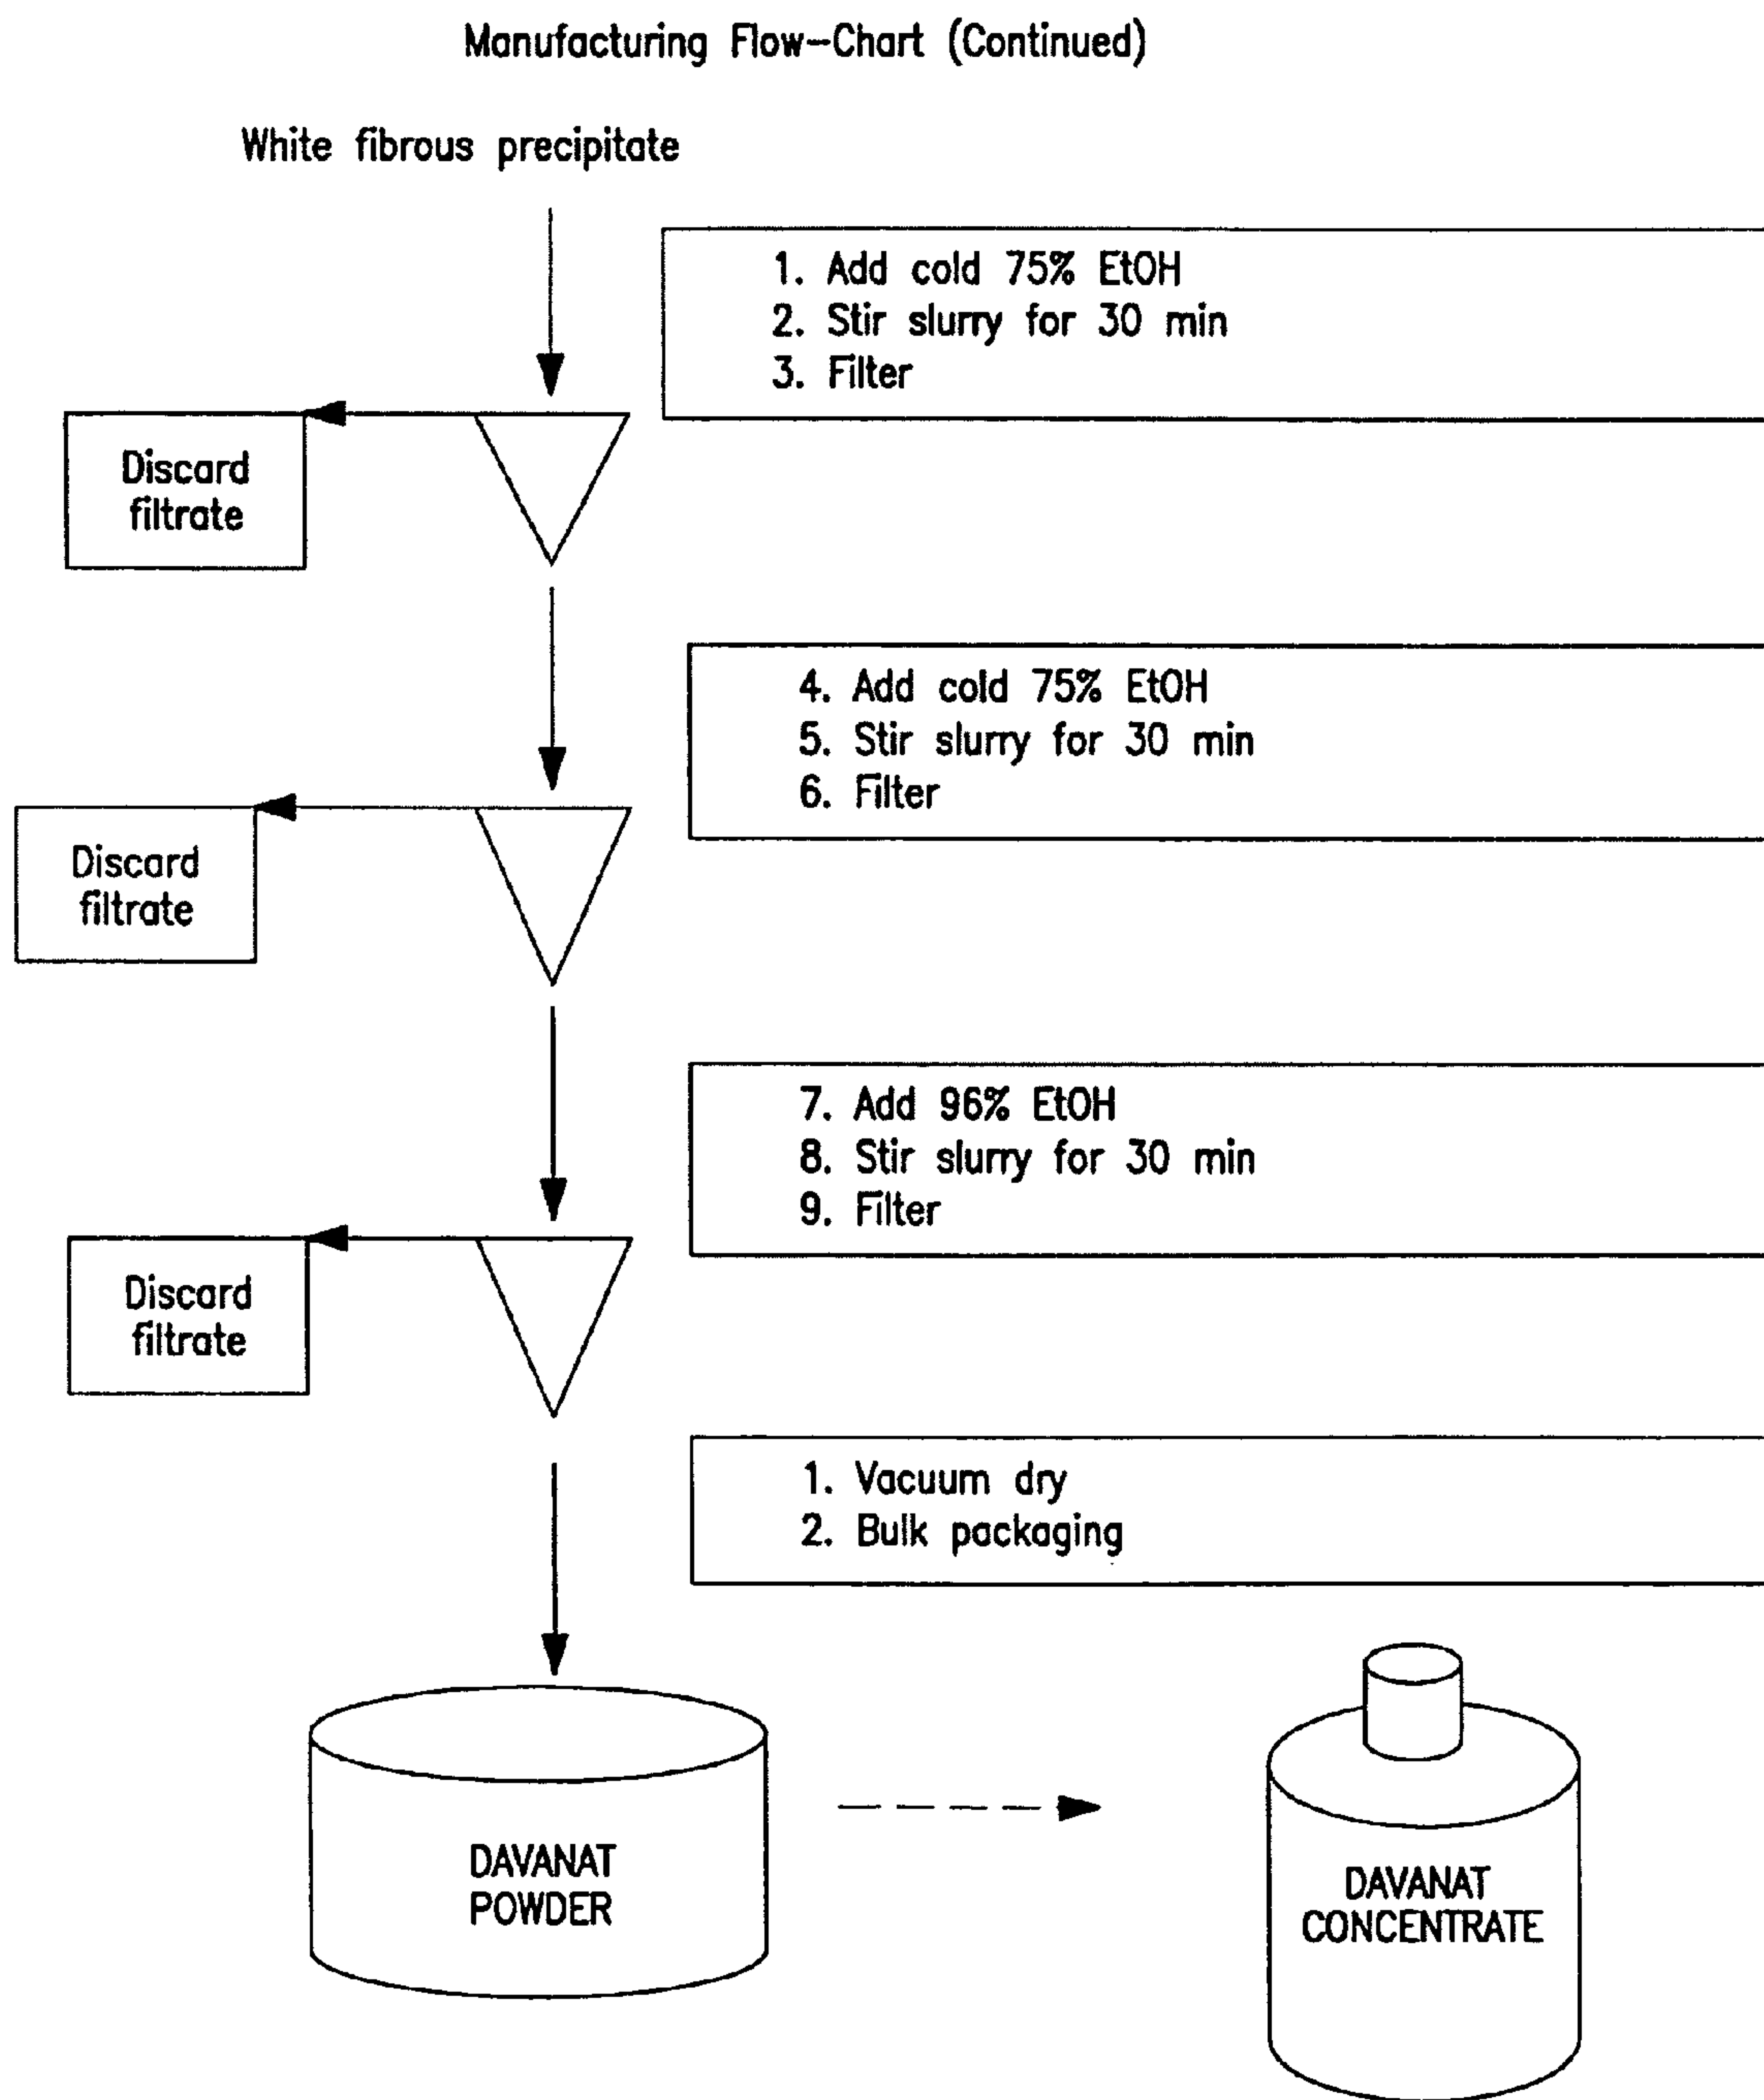 Manufacturing Flow-Chart (Continued)
White fibrous precipitate
1. Add cold 75% EtOH
2. Stir slurry for 30 min
3. Filter
Discard
filtrate
4. Add cold 75% EtOH
5. Stir slurry for 30 min
6. Filter
Discard
filtrate
7. Add 96% EtOH
8. Stir slurry for 30 min
9. Filter
Discard
filtrate
1. Vacuum dry
2. Bulk packaging
DAVANAT
POWDER
DAVANAT
CONCENTRATE